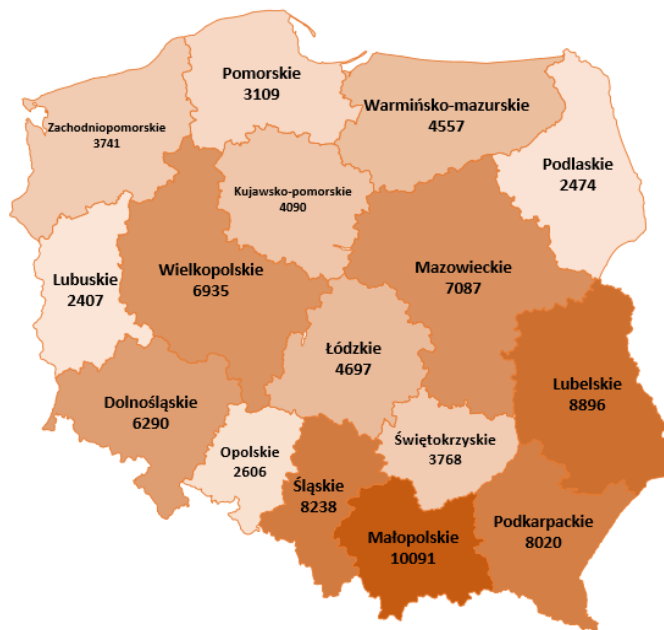 Pomorskie
3109
Warmińsko-mazurskie
4557
Zachodniopomorskie
3741
Podlaskie
2474
Kujawsko-pomorskie
4090
Wielkopolskie
6935
Mazowieckie
7087
Lubuskie
2407
Łódzkie
4697
Lubelskie
8896
Dolnośląskie
6290
Świętokrzyskie
3768
Opolskie
2606
Śląskie
8238
Podkarpackie
8020
Małopolskie
10091